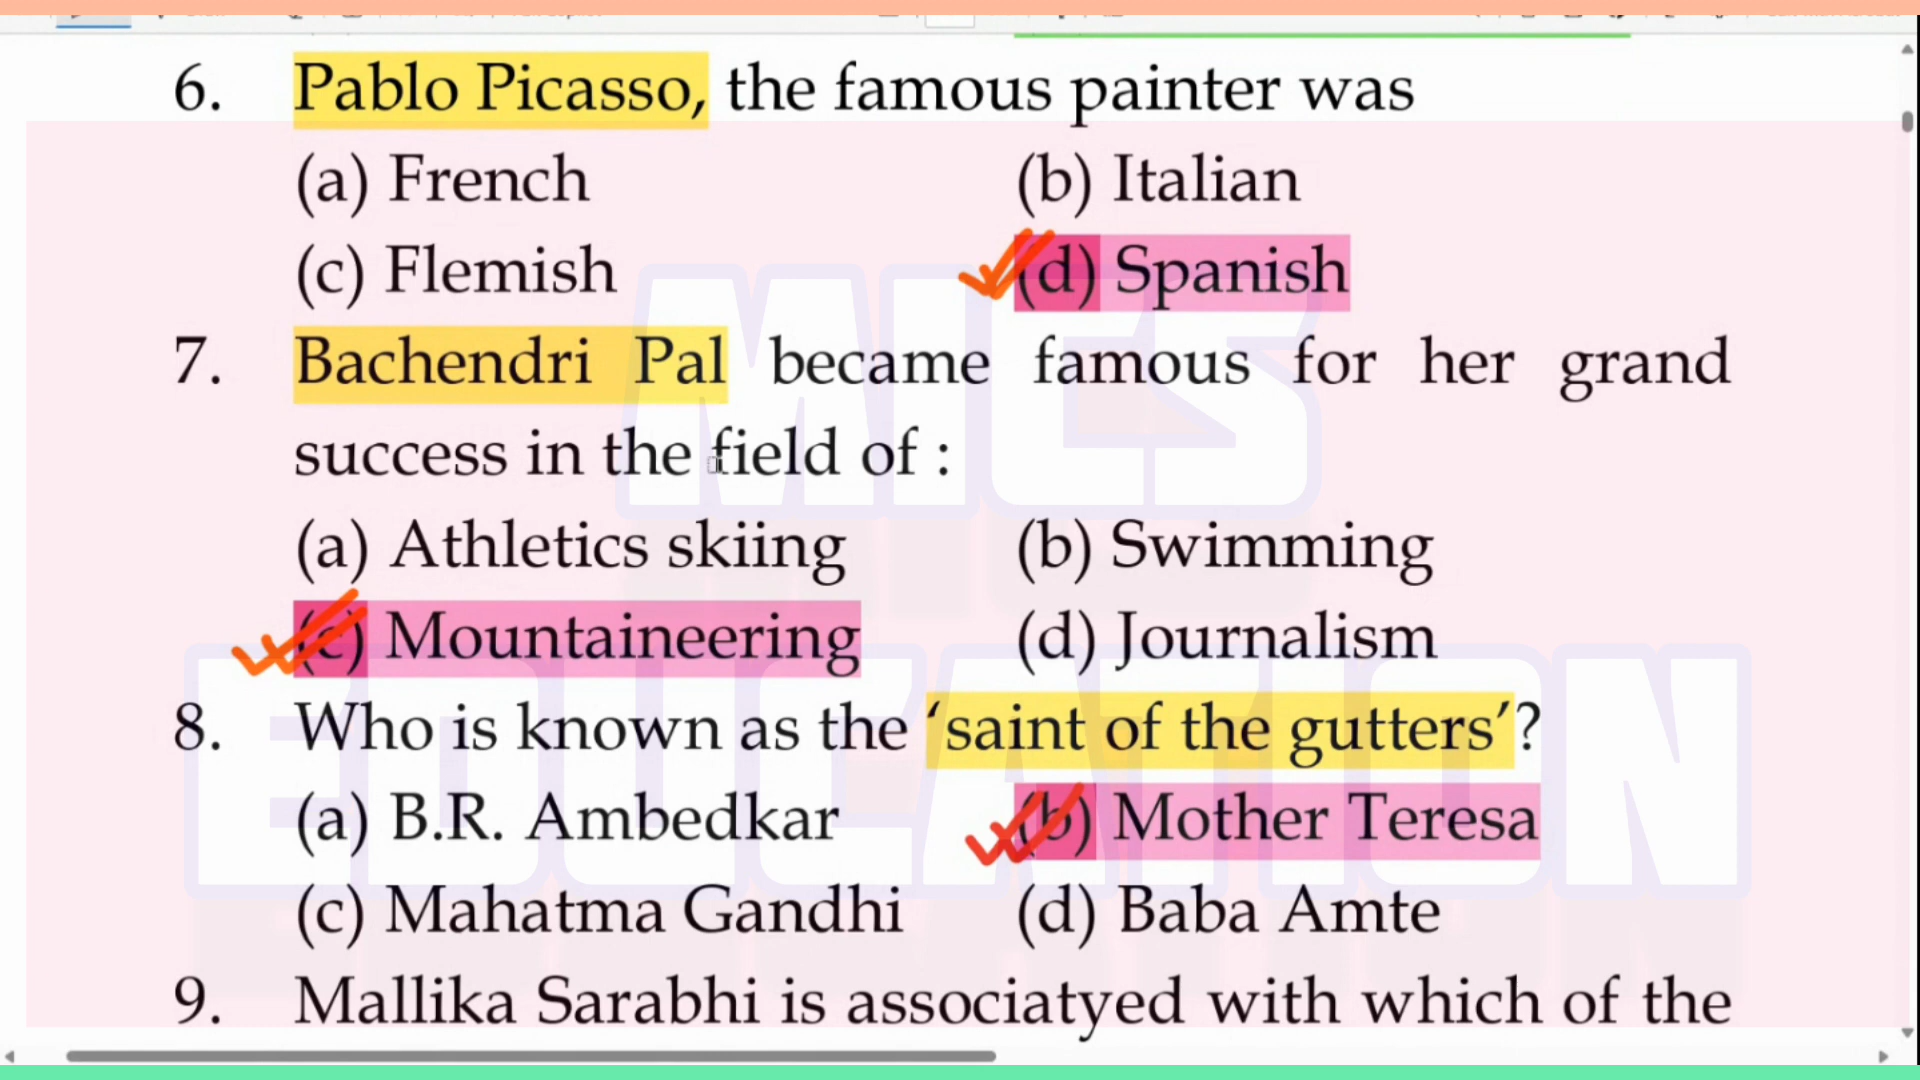 6. Pablo Picasso, the famous painter was
(a) French (b) Italian
(c) Flemish (d) Spanish
7. Bachendri Pal became famous for her grand
success in the field of :
(a) Athletics skiing (b) Swimming
(c) Mountaineering (d) Journalism
8. Who is known as the ‘saint of the gutters’?
(a) B.R. Ambedkar (b) Mother Teresa
(c) Mahatma Gandhi (d) Baba Amte
9. Mallika Sarabhi is associatyed with which of the
MICS
EDUCATION